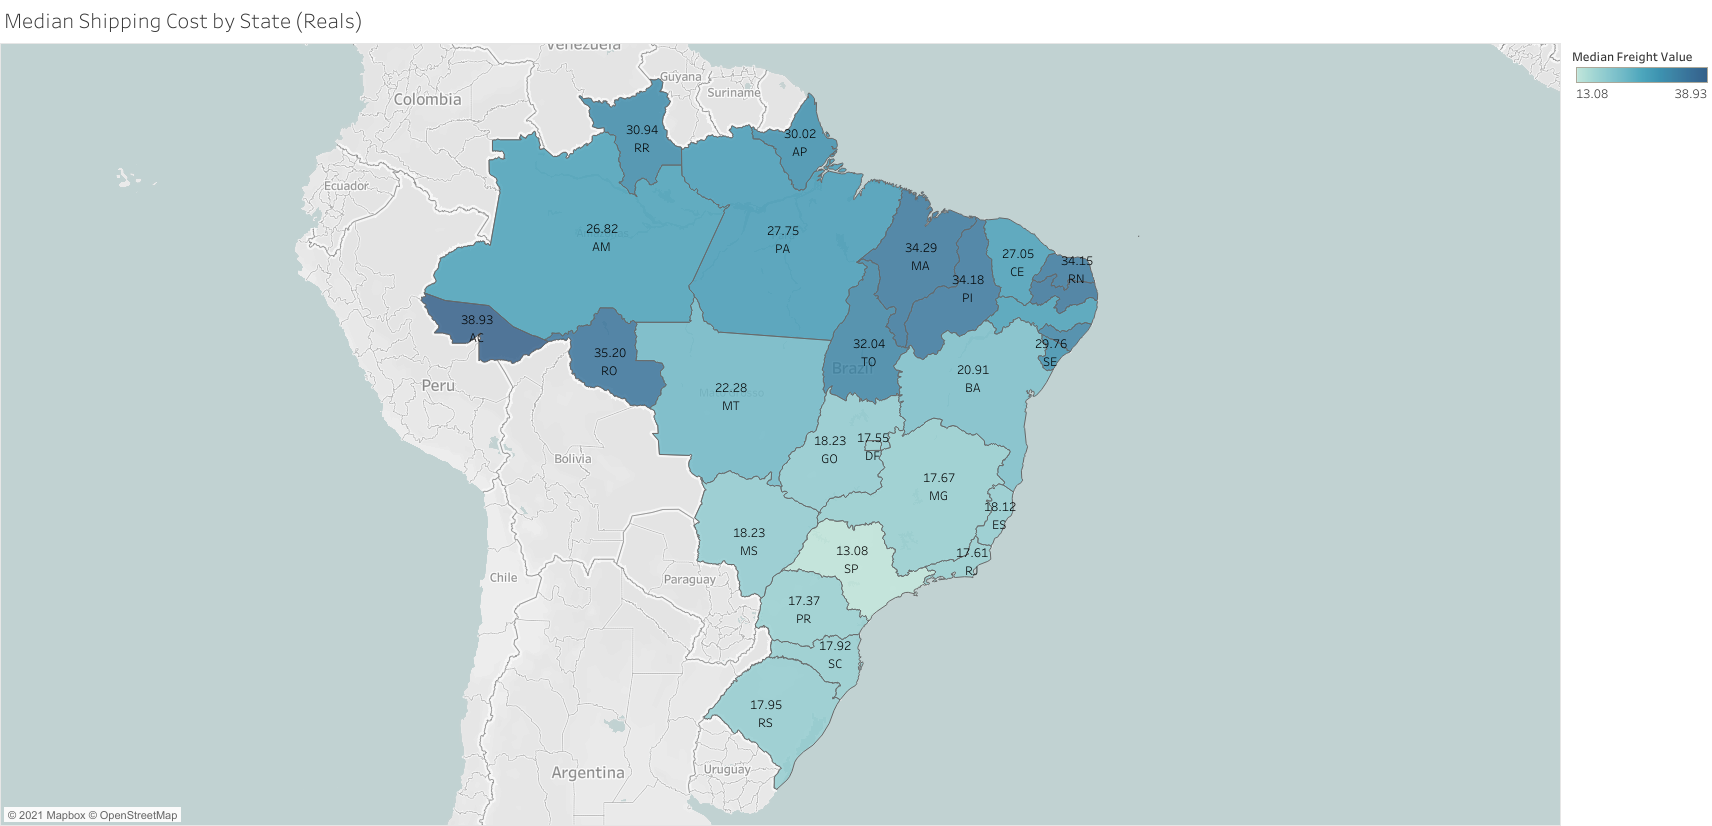 Median Shipping Cost by State (Reals)
Median Freight Value
13.08 38.93
Venezuela
Guyana
Colombia
Suriname
30.94
RR
30.02
AP
Ecuador
26.82
AM
27.75
PA
34.29
MA
27.05
CE
34.15
RN
34.18
PI
38.93
AC
35.20
RO
32.04
TO
29.76
SE
Brazil
Peru
22.28
MT
20.91
BA
18.23
GO
17.55
DF
Bolivia
17.67
MG
18.12
ES
18.23
MS
13.08
SP
17.61
RJ
Chile
Paraguay
17.37
PR
17.92
SC
17.95
RS
Argentina
Uruguay
© 2021 Mapbox © OpenStreetMap